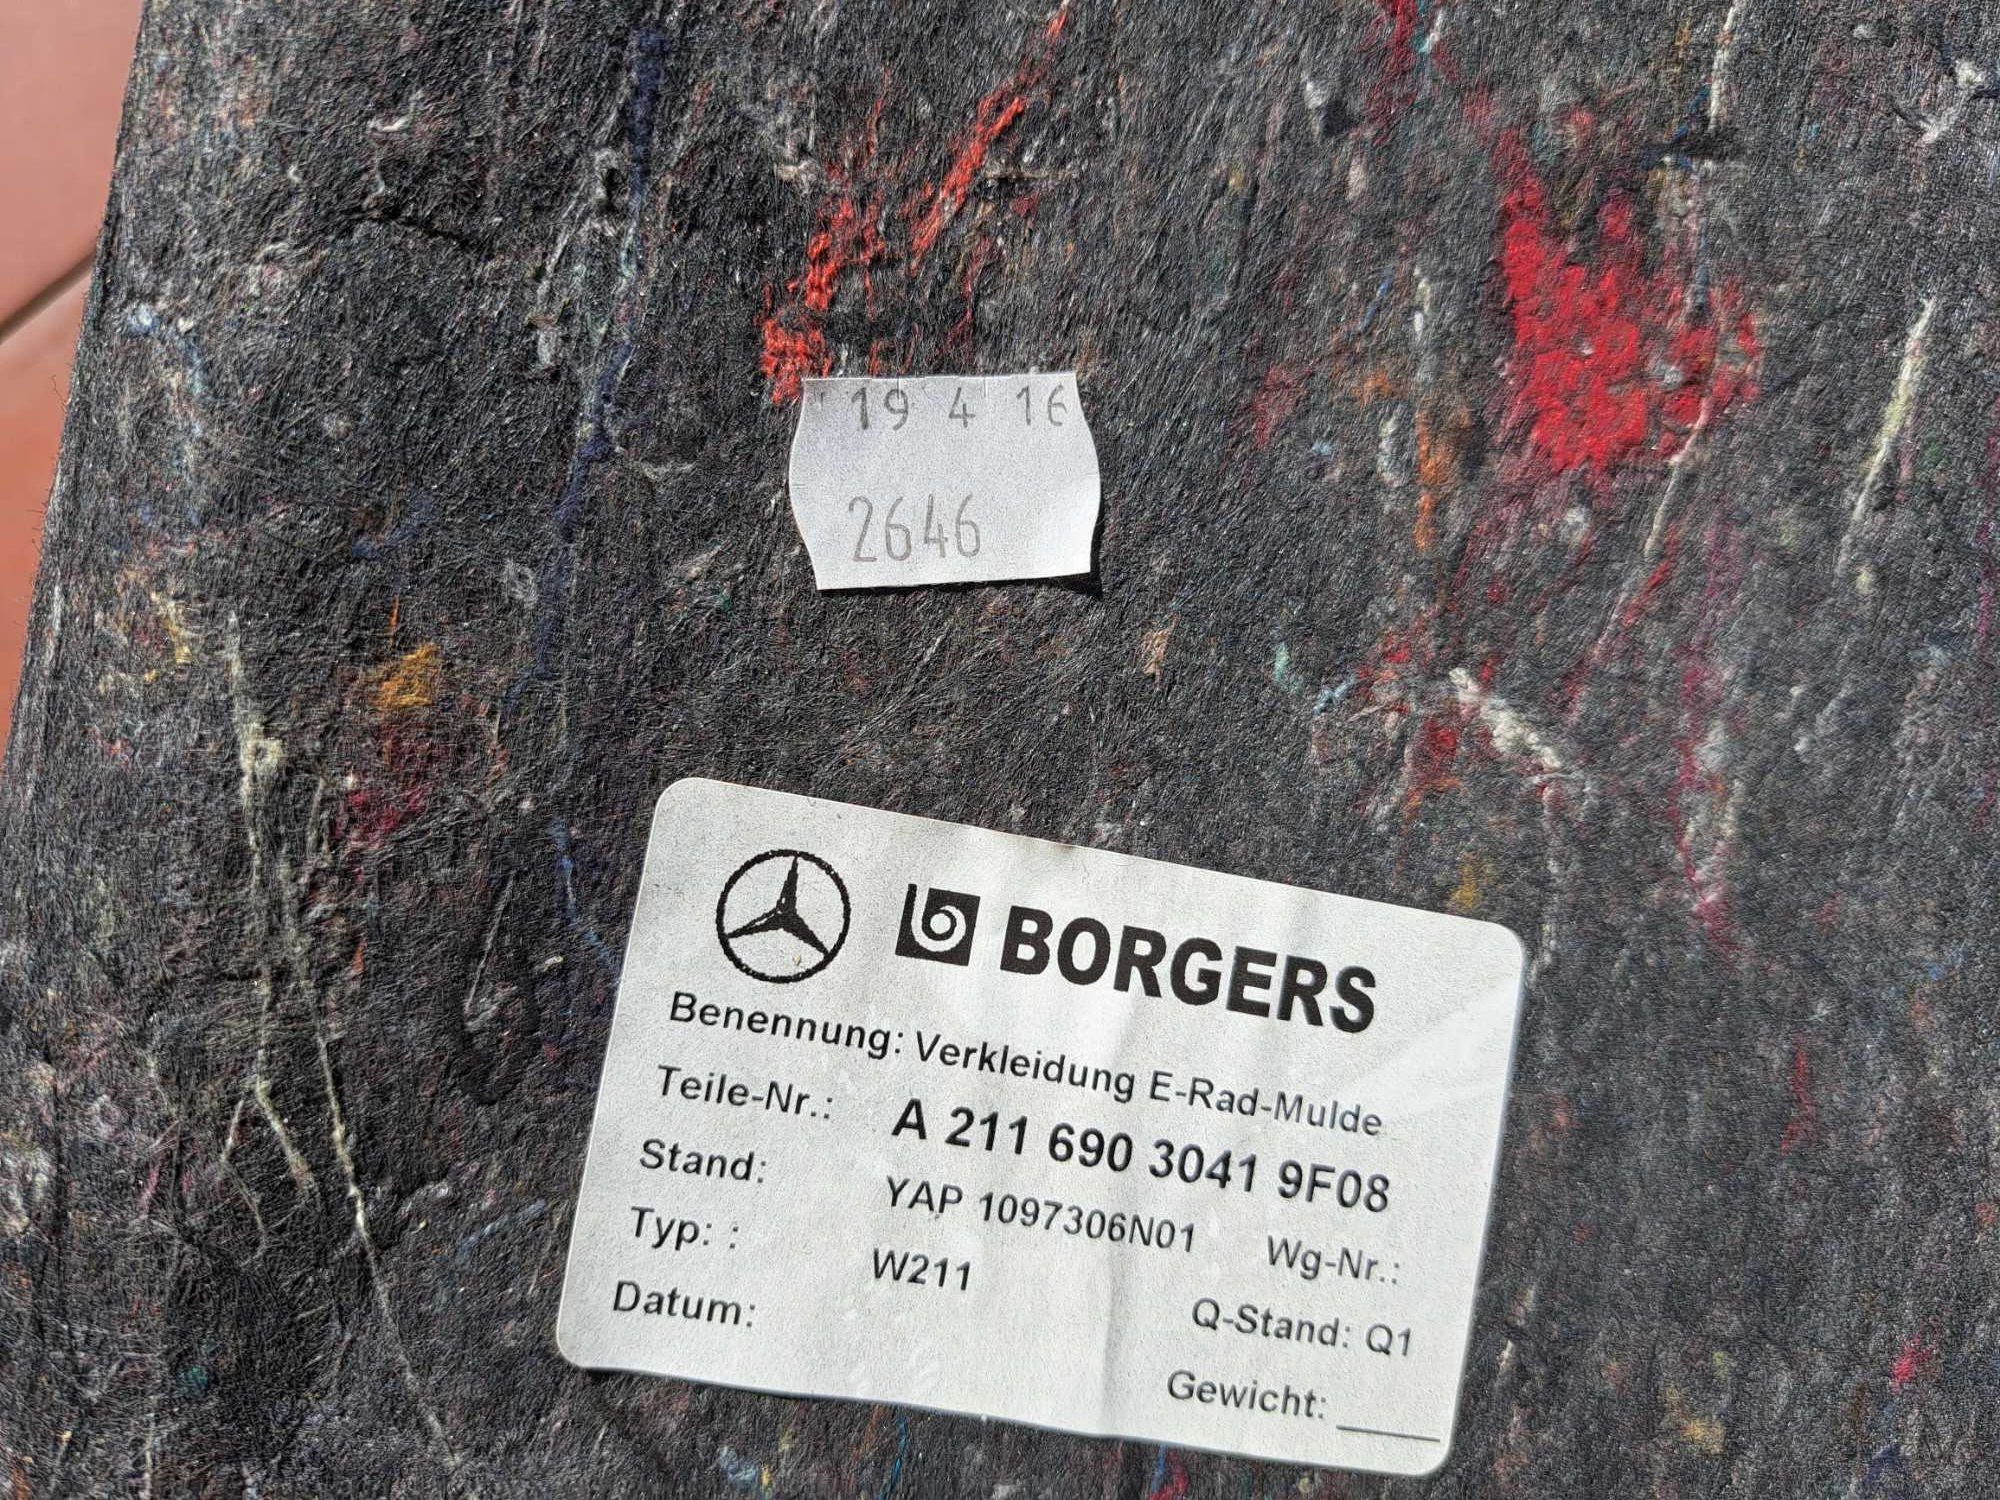 19 4 16
2646
BORGERS
Benennung: Verkleidung E-Rad-Mulde
Teile-Nr.: A 211 690 3041 9F08
Stand: YAP 1097306N01 Wg-Nr.:
Typ: : W211 Q-Stand: Q1
Datum: Gewicht: ____